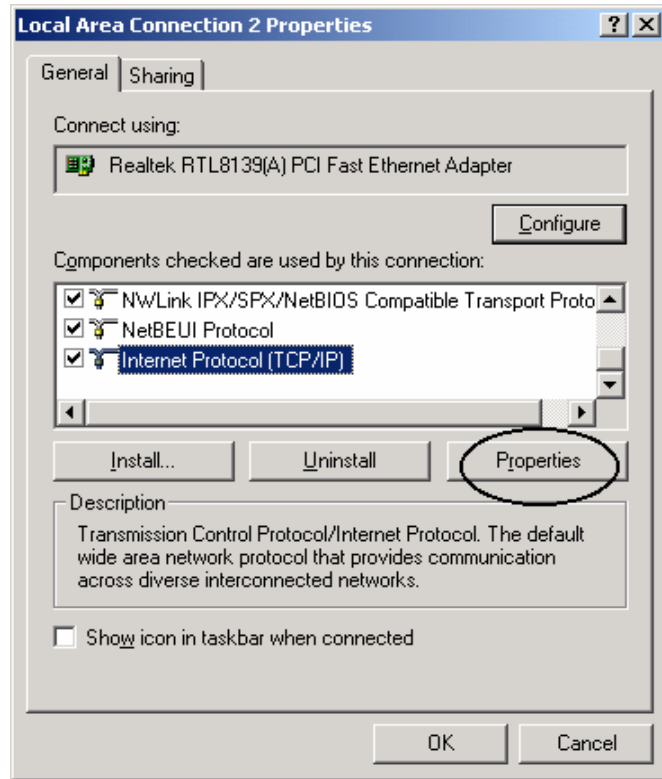 Local Area Connection 2 Properties
General
Sharing
Connect using:
Realtek RTL8139(A) PCI Fast Ethernet Adapter
Configure
Components checked are used by this connection:
NWLink IPX/SPX/NetBIOS Compatible Transport Proto
NetBEUI Protocol
Internet Protocol (TCP/IP)
Install...
Uninstall
Properties
Description
Transmission Control Protocol/Internet Protocol. The default
wide area network protocol that provides communication
across diverse interconnected networks.
Show icon in taskbar when connected
OK
Cancel